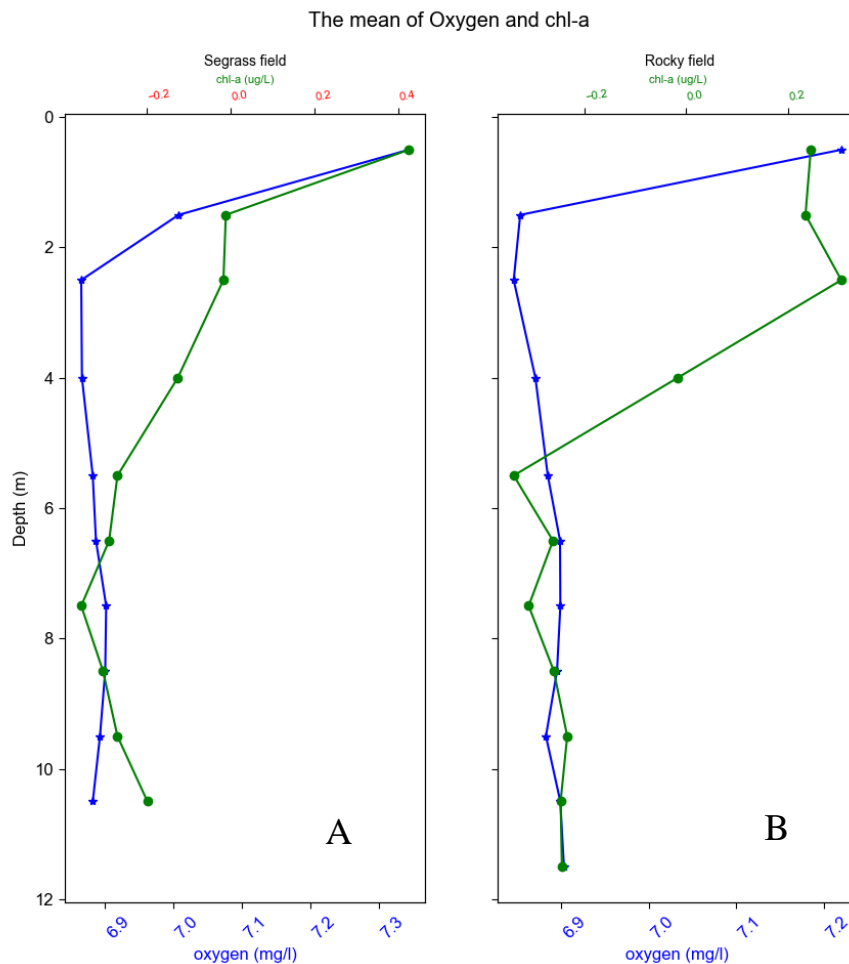 The mean of Oxygen and chl-a
Segrass field
chl-a (ug/L)
−0.2 0.0 0.2 0.4
Rocky field
chl-a (ug/L)
−0.2 0.0 0.2
0
2
4
6
8
10
12
Depth (m)
A
B
6.9 7.0 7.1 7.2 7.3
oxygen (mg/l)
6.9 7.0 7.1 7.2
oxygen (mg/l)